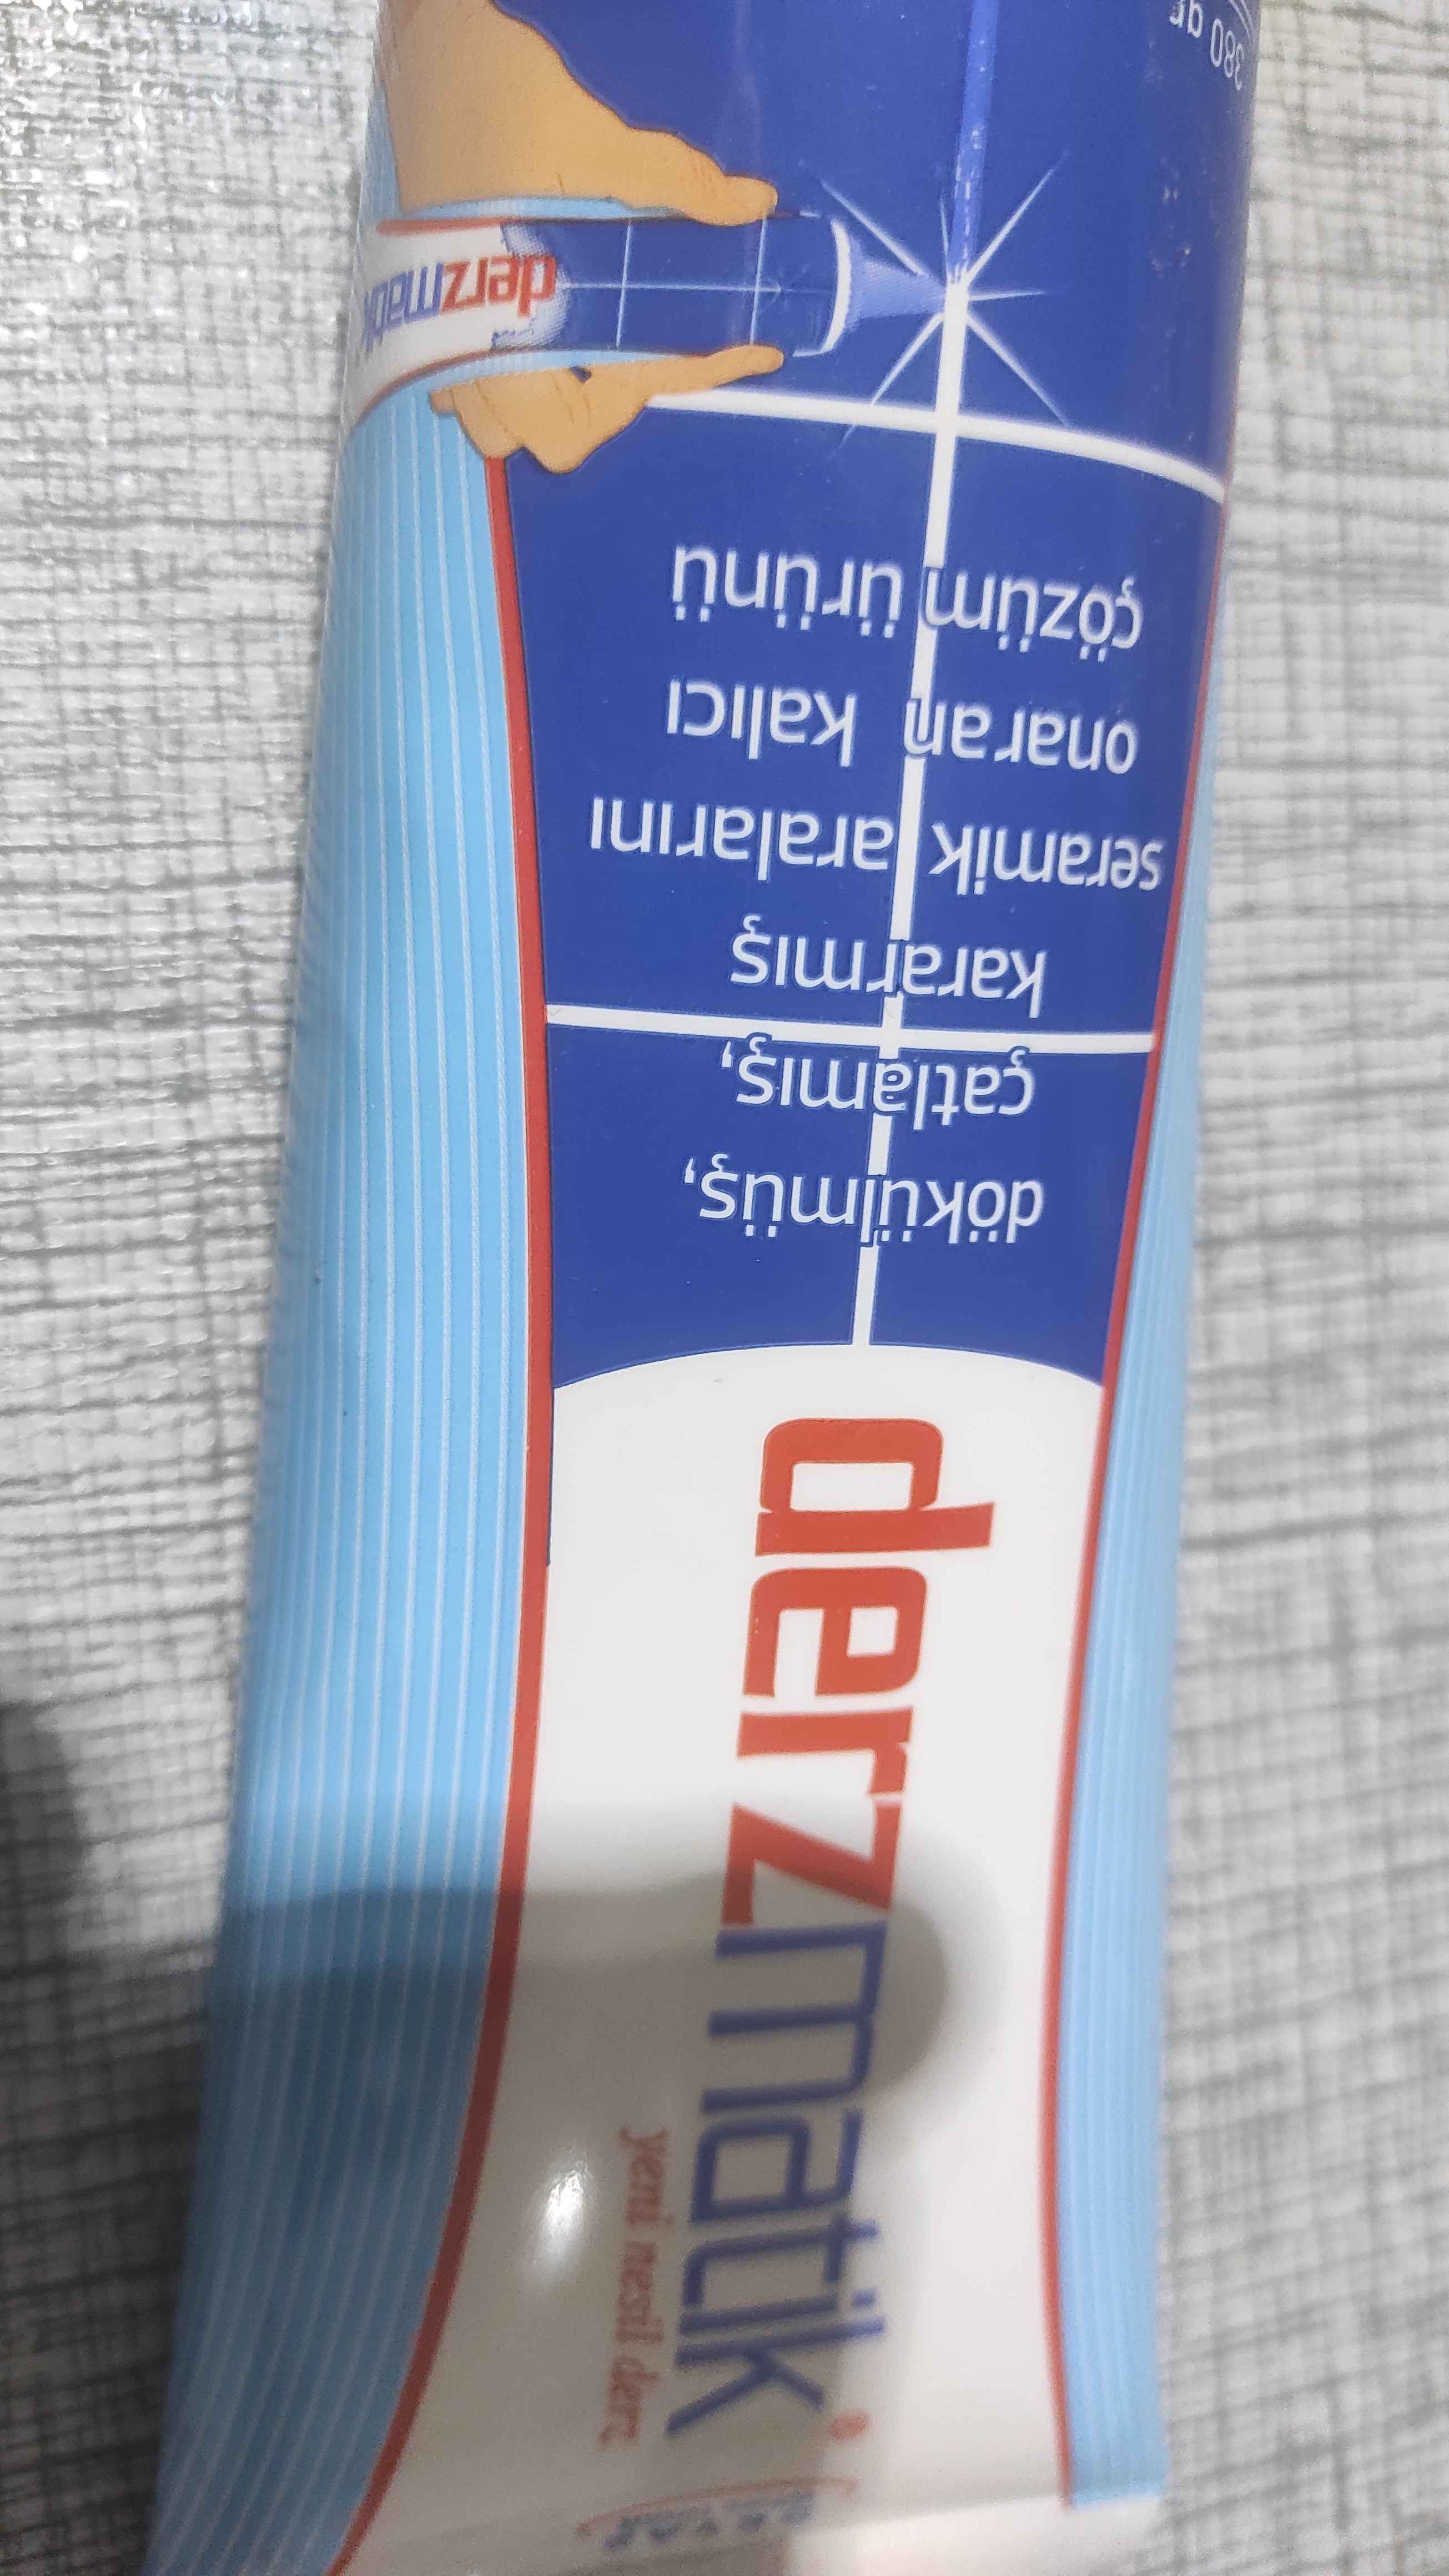 derzmatik®
yeni nesil derz
dökülmüş,
çatlamış,
kararmış
seramik aralarını
onaran kalıcı
çözüm ürünü
derzmatik
380 gr